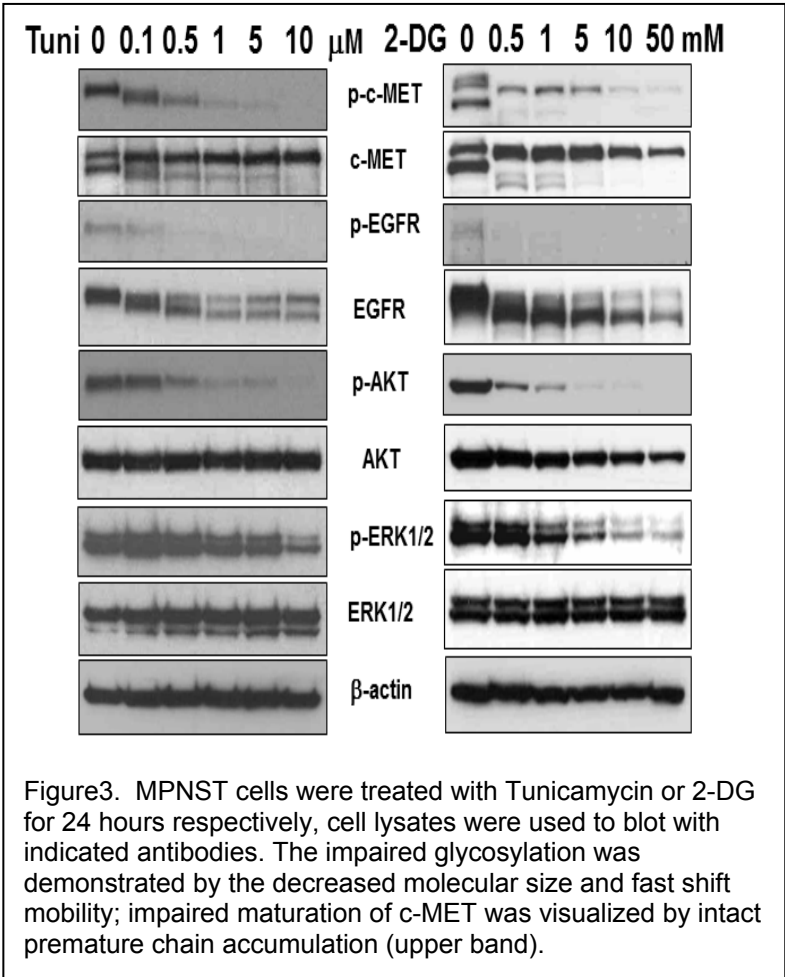 Tuni 0 0.1 0.5 1 5 10 μM 2-DG 0 0.5 1 5 10 50 mM
p-c-MET
c-MET
p-EGFR
EGFR
p-AKT
AKT
p-ERK1/2
ERK1/2
β-actin
Figure3. MPNST cells were treated with Tunicamycin or 2-DG
for 24 hours respectively, cell lysates were used to blot with
indicated antibodies. The impaired glycosylation was
demonstrated by the decreased molecular size and fast shift
mobility; impaired maturation of c-MET was visualized by intact
premature chain accumulation (upper band).